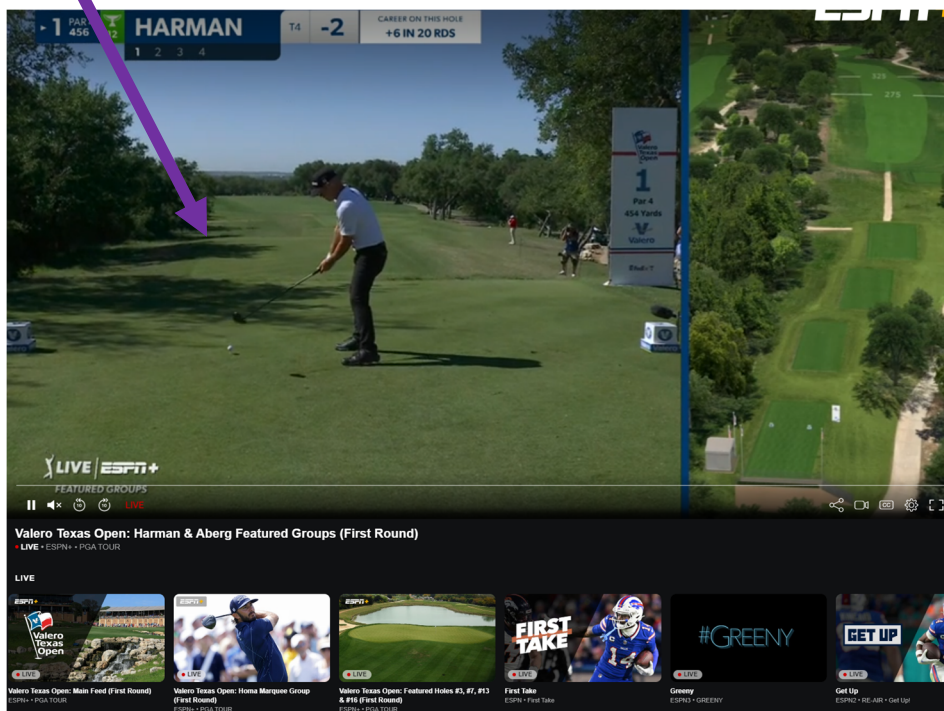 1 PAR
456
HARMAN
T4
-2
CAREER ON THIS HOLE
+6 IN 20 RDS
1 2 3 4
ESPN
325
275
Valero
Texas
Open
1
Par 4
454 Yards
Valero
LIVE ESPN+
FEATURED GROUPS
10
10
LIVE
CC
Valero Texas Open: Harman & Aberg Featured Groups (First Round)
• LIVE • ESPN+ • PGA TOUR
LIVE
ESPN+
Valero
Texas
Open
• LIVE
Valero Texas Open: Main Feed (First Round)
ESPN+ • PGA TOUR
ESPN+
• LIVE
Valero Texas Open: Homa Marquee Group
(First Round)
ESPN+ • PGA TOUR
ESPN+
• LIVE
Valero Texas Open: Featured Holes #3, #7, #13
& #16 (First Round)
ESPN+ • PGA TOUR
FIRST
TAKE
14
• LIVE
First Take
ESPN • First Take
#GREENY
• LIVE
Greeny
ESPN3 • GREENY
GET UP
• LIVE
Get Up
ESPN2 • RE-AIR • Get Up!